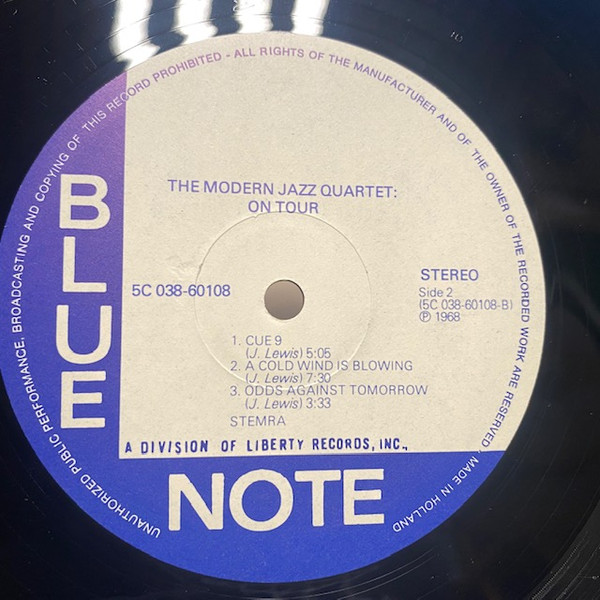 UNAUTHORIZED PUBLIC PERFORMANCE, BROADCASTING AND COPYING OF THIS RECORD PROHIBITED - ALL RIGHTS OF THE MANUFACTURER AND OF THE OWNER OF THE RECORDED WORK ARE RESERVED - MADE IN HOLLAND
THE MODERN JAZZ QUARTET:
ON TOUR
BLUE
5C 038-60108
STEREO
Side 2
(5C 038-60108-B)
℗ 1968
1. CUE 9
(J. Lewis) 5:05
2. A COLD WIND IS BLOWING
(J. Lewis) 7:30
3. ODDS AGAINST TOMORROW
(J. Lewis) 3:33
STEMRA
A DIVISION OF LIBERTY RECORDS, INC.,
NOTE